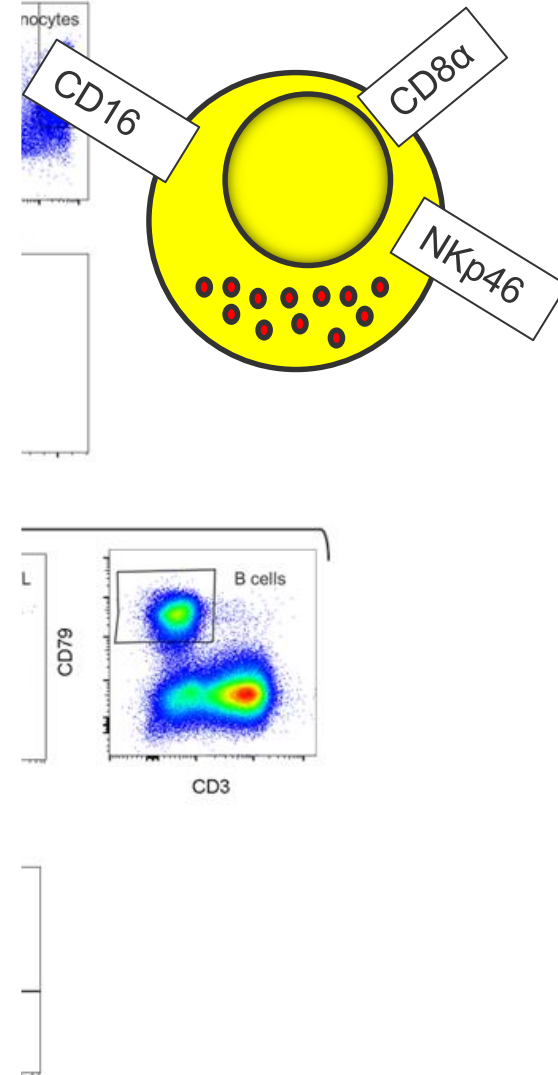 nocytes
CD16
CD8α
NKp46
L
B cells
CD79
CD3